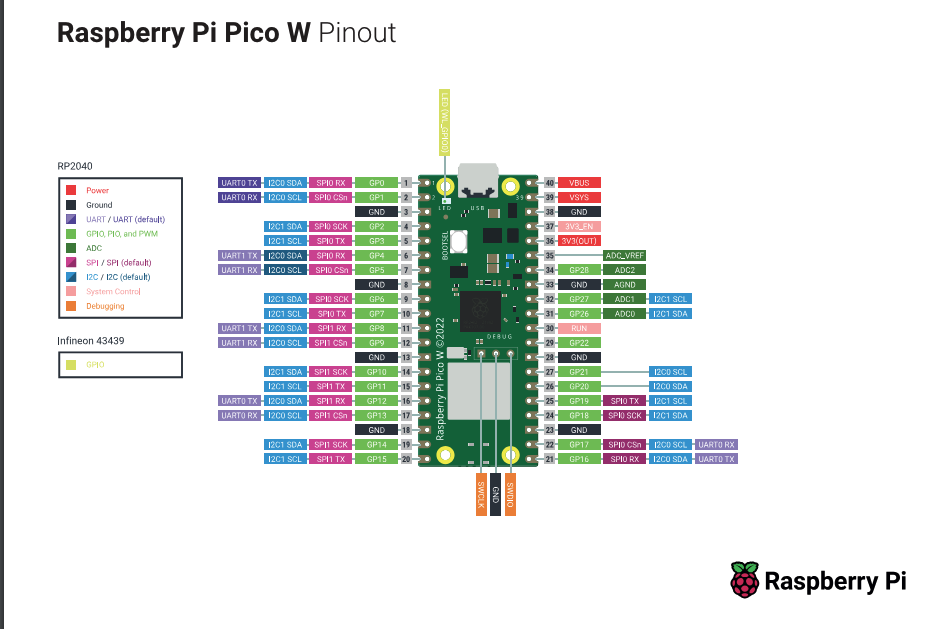 Raspberry Pi Pico W Pinout
LED (WL_GPIO0)
RP2040
Power
Ground
UART / UART (default)
GPIO, PIO, and PWM
ADC
SPI / SPI (default)
I2C / I2C (default)
System Control
Debugging
Infineon 43439
GPIO
UART0 TX I2C0 SDA SPI0 RX GP0 1
UART0 RX I2C0 SCL SPI0 CSn GP1 2
GND 3
I2C1 SDA SPI0 SCK GP2 4
I2C1 SCL SPI0 TX GP3 5
UART1 TX I2C0 SDA SPI0 RX GP4 6
UART1 RX I2C0 SCL SPI0 CSn GP5 7
GND 8
I2C1 SDA SPI0 SCK GP6 9
I2C1 SCL SPI0 TX GP7 10
UART1 TX I2C0 SDA SPI1 RX GP8 11
UART1 RX I2C0 SCL SPI1 CSn GP9 12
GND 13
I2C1 SDA SPI1 SCK GP10 14
I2C1 SCL SPI1 TX GP11 15
UART0 TX I2C0 SDA SPI1 RX GP12 16
UART0 RX I2C0 SCL SPI1 CSn GP13 17
GND 18
I2C1 SDA SPI1 SCK GP14 19
I2C1 SCL SPI1 TX GP15 20
LED USB 39
BOOTSEL
DEBUG
Raspberry Pi Pico W ©2022
40 VBUS
39 VSYS
38 GND
37 3V3_EN
36 3V3(OUT)
35 ADC_VREF
34 GP28 ADC2
33 GND AGND
32 GP27 ADC1 I2C1 SCL
31 GP26 ADC0 I2C1 SDA
30 RUN
29 GP22
28 GND
27 GP21 I2C0 SCL
26 GP20 I2C0 SDA
25 GP19 SPI0 TX I2C1 SCL
24 GP18 SPI0 SCK I2C1 SDA
23 GND
22 GP17 SPI0 CSn I2C0 SCL UART0 RX
21 GP16 SPI0 RX I2C0 SDA UART0 TX
SWCLK
GND
SWDIO
Raspberry Pi